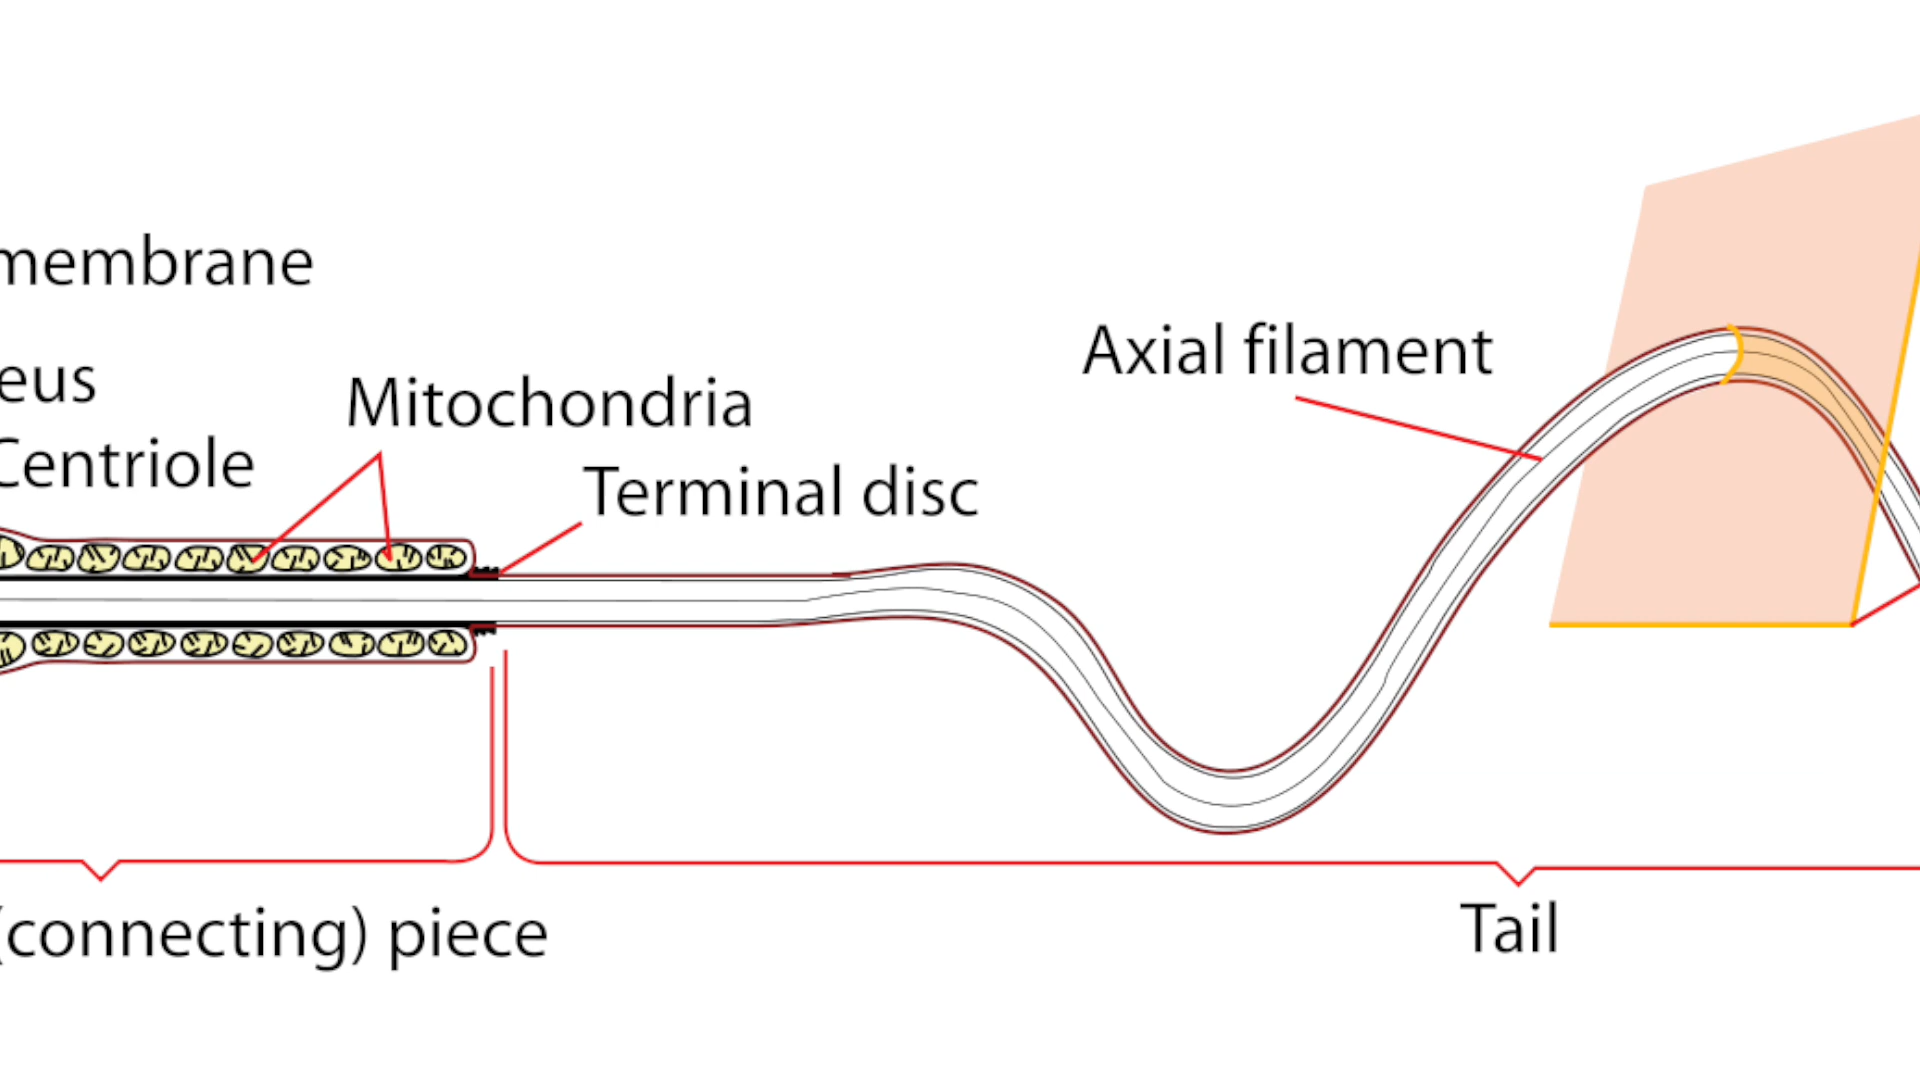 membrane
eus
Centriole
Mitochondria
Terminal disc
Axial filament
(connecting) piece
Tail